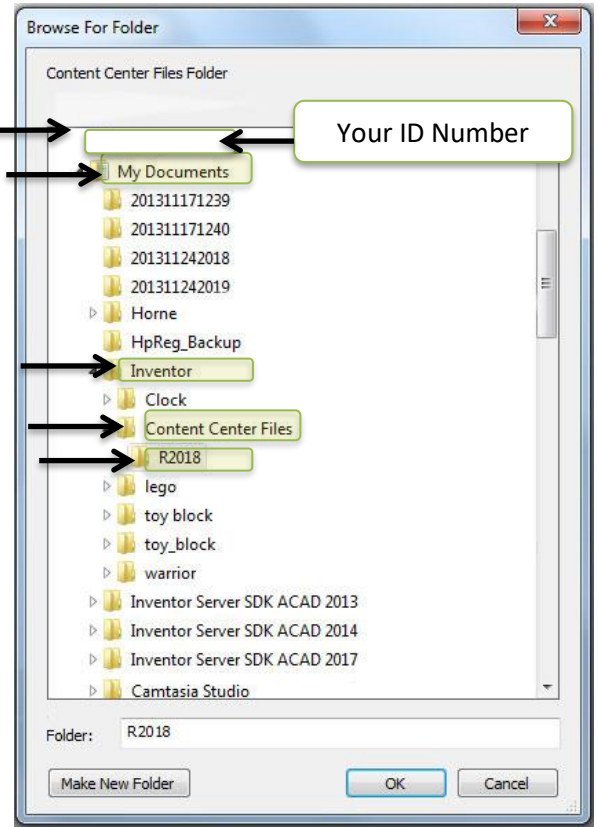 Browse For Folder
Content Center Files Folder
Your ID Number
My Documents
201311171239
201311171240
201311242018
201311242019
Horne
HpReg_Backup
Inventor
Clock
Content Center Files
R2018
lego
toy block
toy_block
warrior
Inventor Server SDK ACAD 2013
Inventor Server SDK ACAD 2014
Inventor Server SDK ACAD 2017
Camtasia Studio
Folder: R2018
Make New Folder OK Cancel